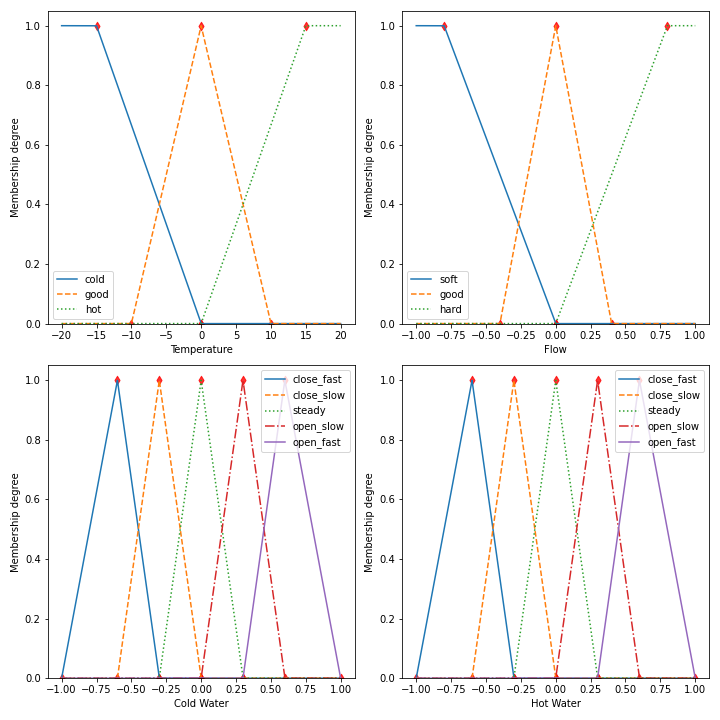 1.0
0.8
0.6
0.4
0.2
0.0
Membership degree
cold
good
hot
−20 −15 −10 −5 0 5 10 15 20
Temperature
1.0
0.8
0.6
0.4
0.2
0.0
Membership degree
soft
good
hard
−1.00 −0.75 −0.50 −0.25 0.00 0.25 0.50 0.75 1.00
Flow
1.0
0.8
0.6
0.4
0.2
0.0
Membership degree
close_fast
close_slow
steady
open_slow
open_fast
−1.00 −0.75 −0.50 −0.25 0.00 0.25 0.50 0.75 1.00
Cold Water
1.0
0.8
0.6
0.4
0.2
0.0
Membership degree
close_fast
close_slow
steady
open_slow
open_fast
−1.00 −0.75 −0.50 −0.25 0.00 0.25 0.50 0.75 1.00
Hot Water